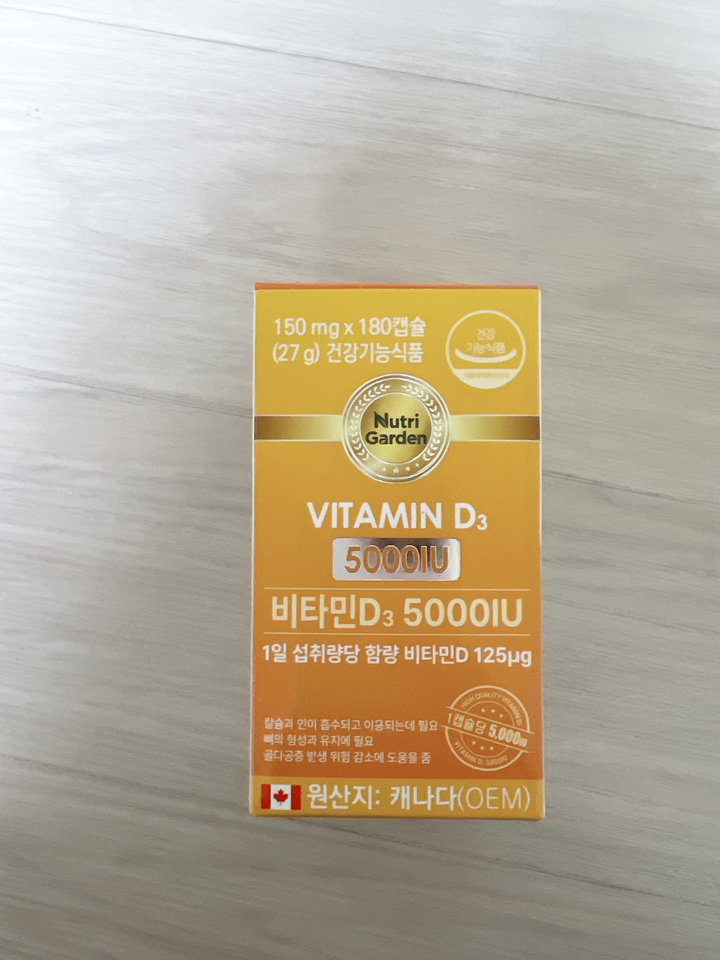 150 mg x 180캡슐
(27 g) 건강기능식품
건강
기능식품
Nutri
Garden
VITAMIN D₃
5000IU
비타민D₃ 5000IU
1일 섭취량당 함량 비타민D 125μg
칼슘과 인이 흡수되고 이용되는데 필요
뼈의 형성과 유지에 필요
골다공증 발생 위험 감소에 도움을 줌
HIGH QUALITY VITAMIN D
1캡슐당 5,000IU
VITAMIN D 5000IU
원산지: 캐나다(OEM)